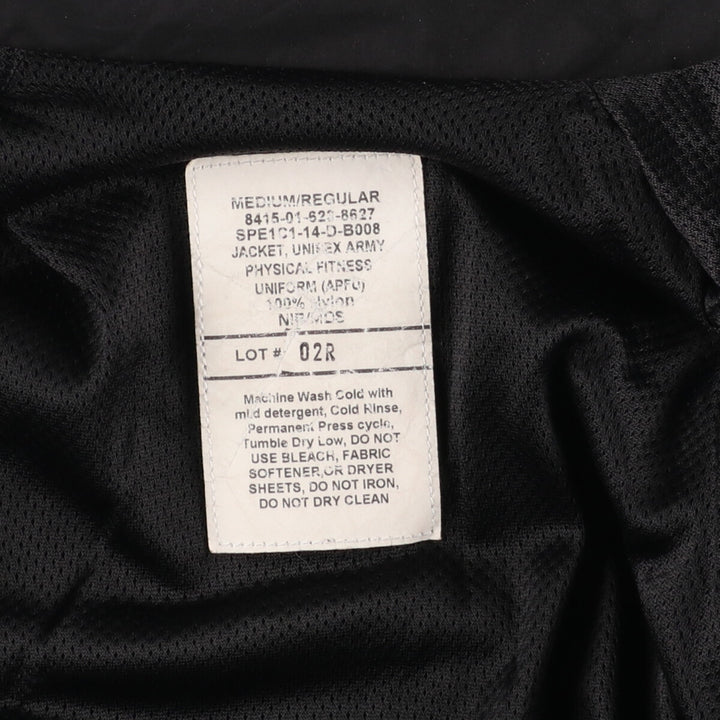 MEDIUM/REGULAR
8415-01-623-8627
SPE1C1-14-D-B008
JACKET, UNISEX ARMY
PHYSICAL FITNESS
UNIFORM (APFU)
100% Nylon
NIB/MDS
LOT # 02R
Machine Wash Cold with
mild detergent, Cold Rinse,
Permanent Press cycle,
Tumble Dry Low, DO NOT
USE BLEACH, FABRIC
SOFTENER,OR DRYER
SHEETS, DO NOT IRON,
DO NOT DRY CLEAN